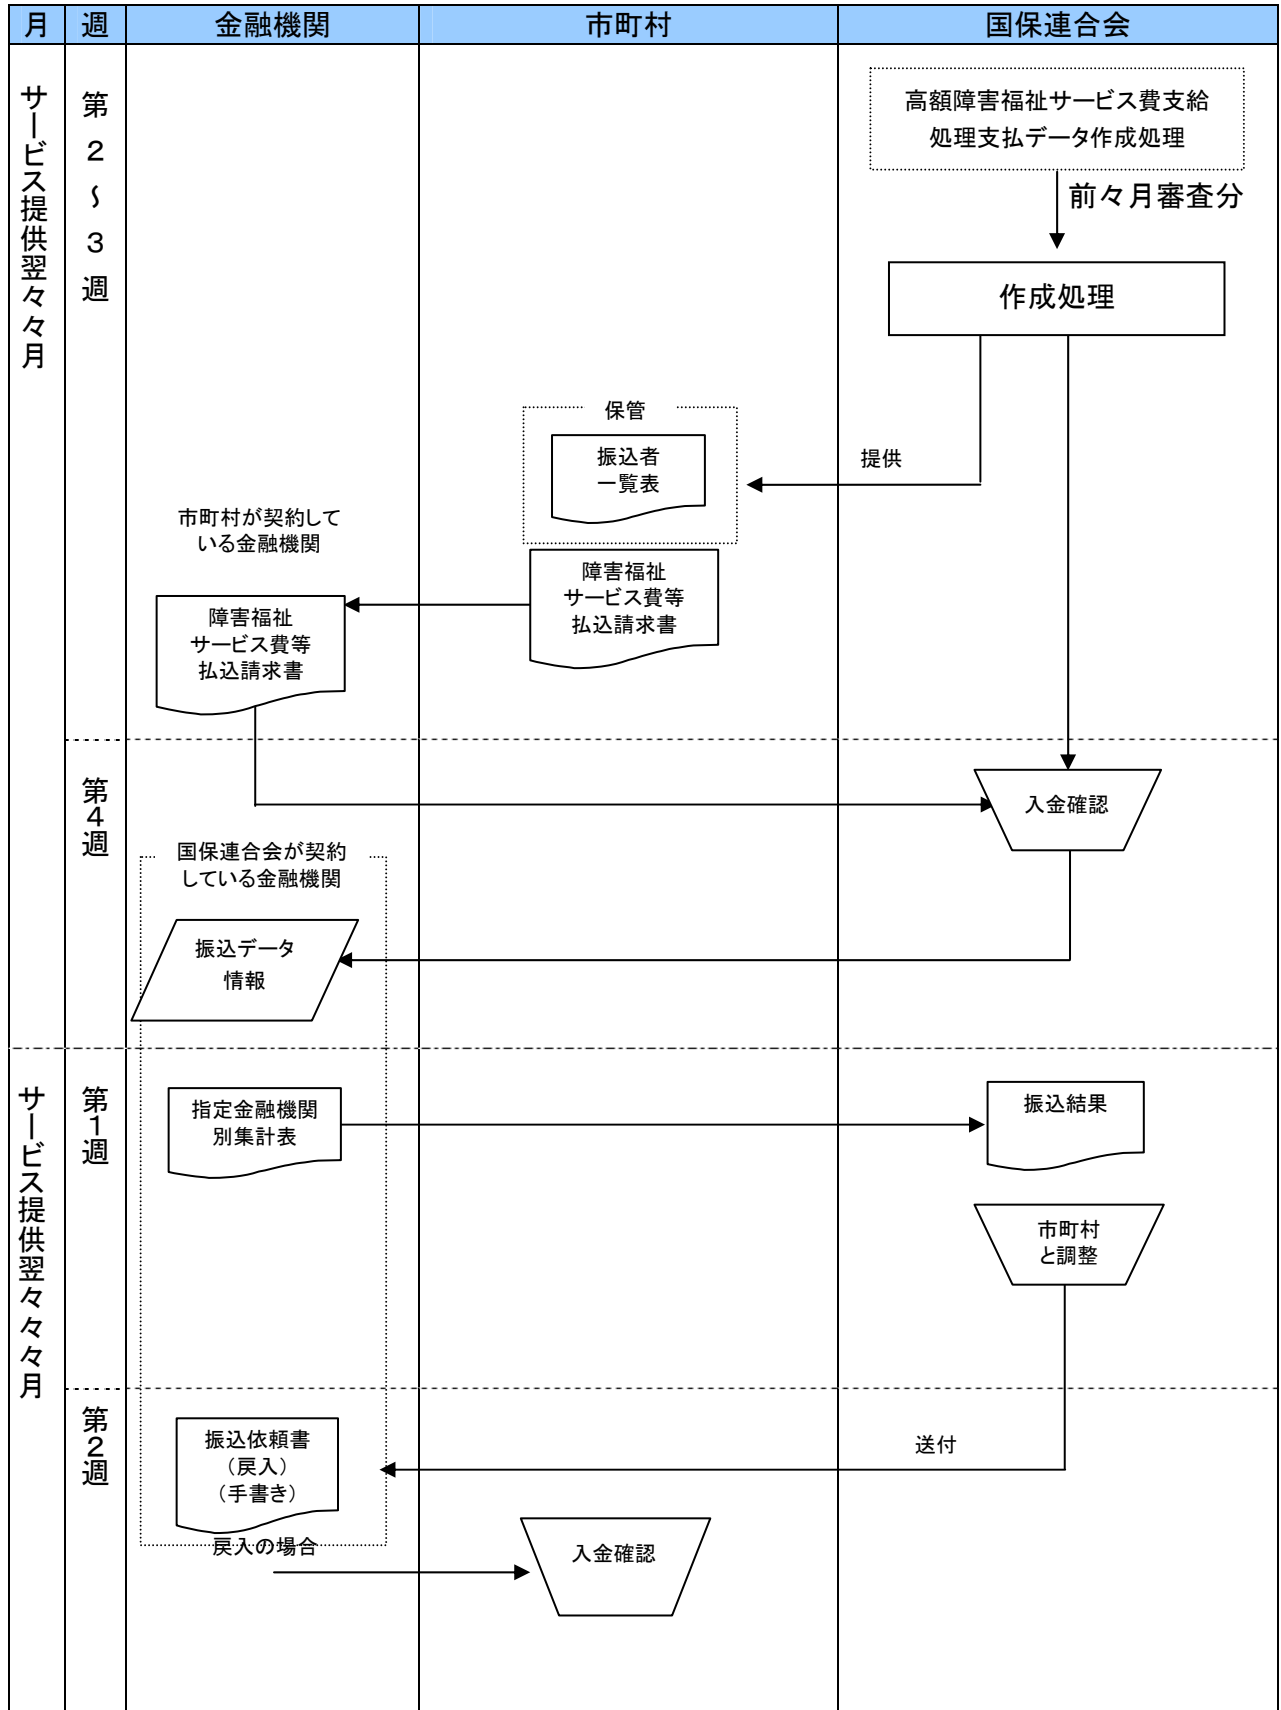 月 週 金融機関 市町村 国保連合会
サービス提供翌々月
第２～３週
高額障害福祉サービス費支給
処理支払データ作成処理
前々月審査分
作成処理
保管
振込者
一覧表
提供
市町村が契約して
いる金融機関
障害福祉
サービス費等
払込請求書
障害福祉
サービス費等
払込請求書
第４週
入金確認
国保連合会が契約
している金融機関
振込データ
情報
サービス提供翌々々月
第１週
指定金融機関
別集計表
振込結果
市町村
と調整
第２週
振込依頼書
（戻入）
（手書き）
送付
戻入の場合
入金確認